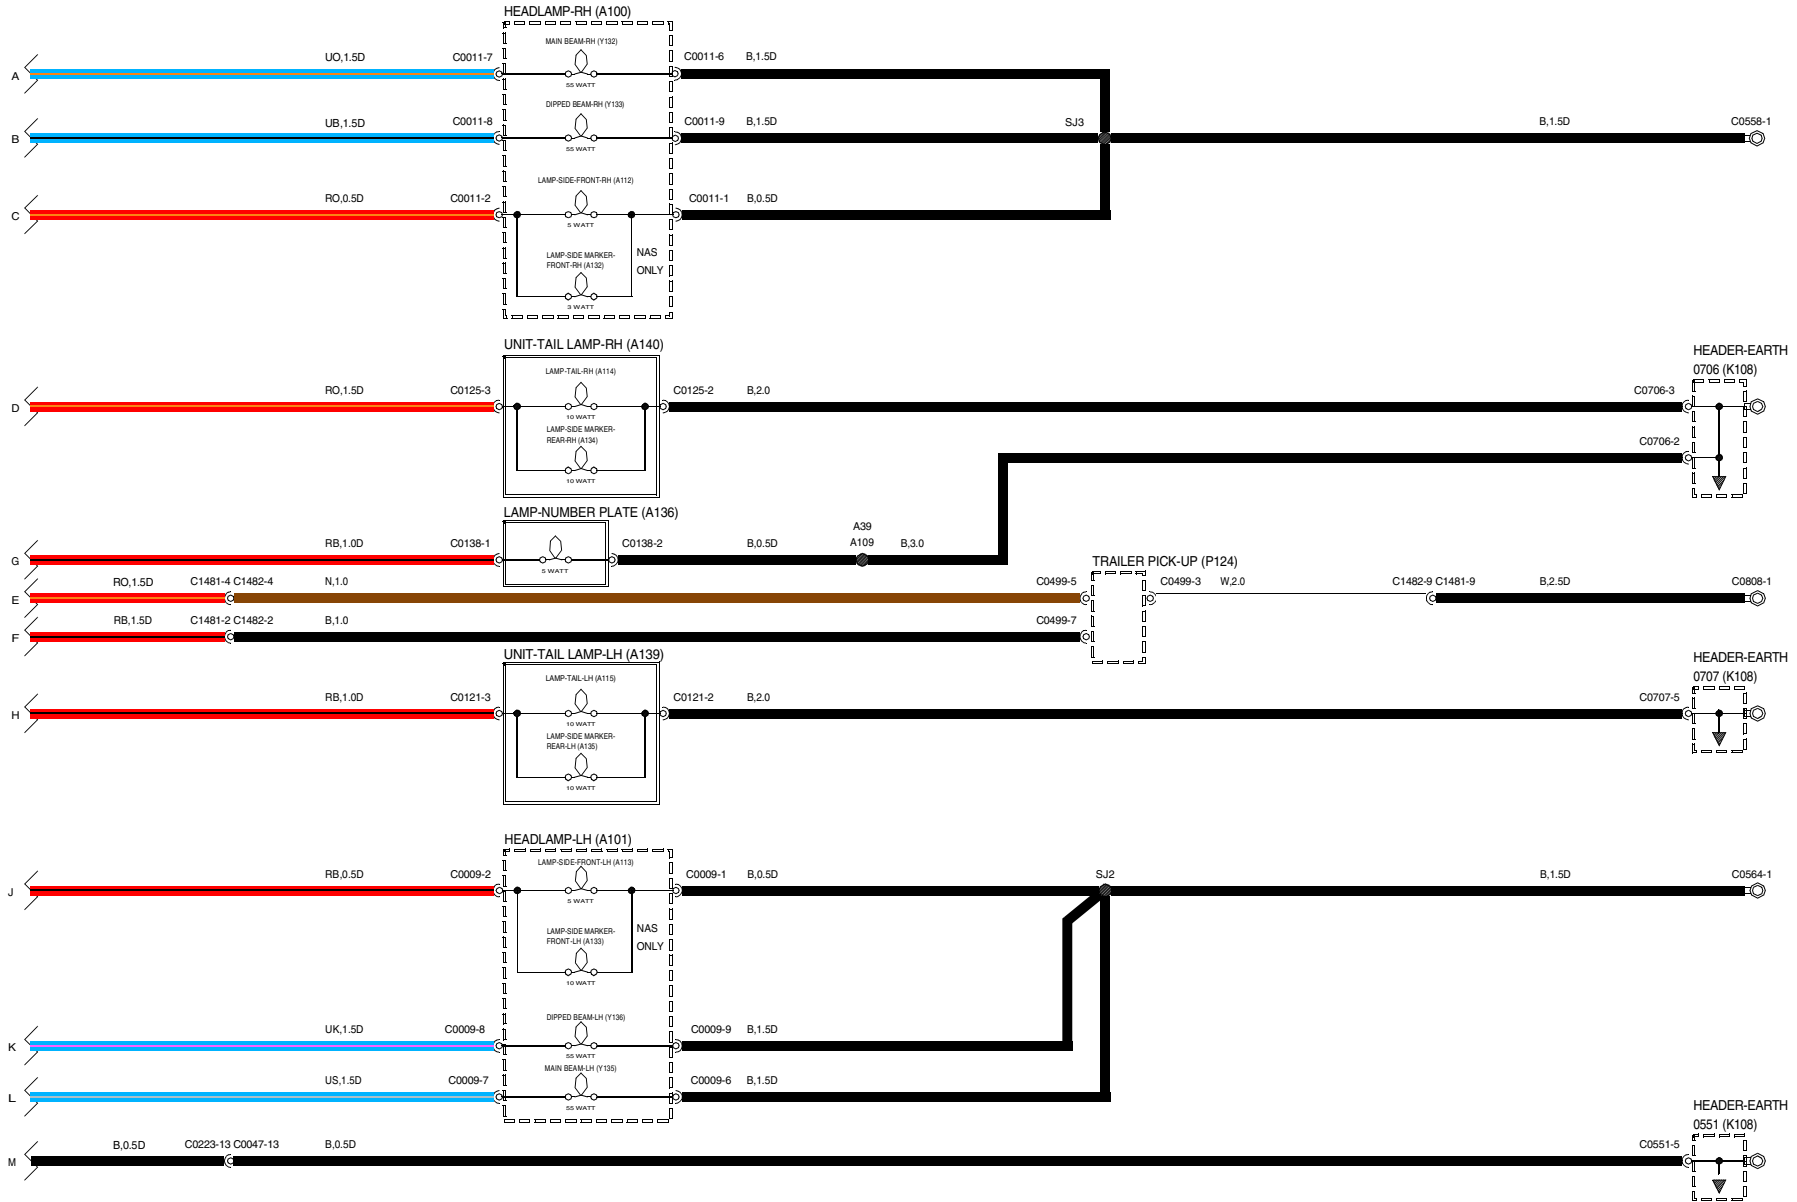 HEADLAMP-RH (A100)
MAIN BEAM-RH (Y132)
A UO,1.5D C0011-7 C0011-6 B,1.5D
55 WATT
DIPPED BEAM-RH (Y133)
B UB,1.5D C0011-8 C0011-9 B,1.5D SJ3 B,1.5D C0558-1
55 WATT
LAMP-SIDE-FRONT-RH (A112)
C RO,0.5D C0011-2 C0011-1 B,0.5D
5 WATT
LAMP-SIDE MARKER-
FRONT-RH (A132)
NAS
ONLY
3 WATT
UNIT-TAIL LAMP-RH (A140)
HEADER-EARTH
0706 (K108)
LAMP-TAIL-RH (A114)
D RO,1.5D C0125-3 C0125-2 B,2.0 C0706-3
10 WATT
LAMP-SIDE MARKER-
REAR-RH (A134)
C0706-2
10 WATT
LAMP-NUMBER PLATE (A136)
A39
G RB,1.0D C0138-1 C0138-2 B,0.5D A109 B,3.0
5 WATT
TRAILER PICK-UP (P124)
E RO,1.5D C1481-4 C1482-4 N,1.0 C0499-5 C0499-3 W,2.0 C1482-9 C1481-9 B,2.5D C0808-1
F RB,1.5D C1481-2 C1482-2 B,1.0 C0499-7
UNIT-TAIL LAMP-LH (A139)
HEADER-EARTH
0707 (K108)
LAMP-TAIL-LH (A115)
H RB,1.0D C0121-3 C0121-2 B,2.0 C0707-5
10 WATT
LAMP-SIDE MARKER-
REAR-LH (A135)
10 WATT
HEADLAMP-LH (A101)
LAMP-SIDE-FRONT-LH (A113)
J RB,0.5D C0009-2 C0009-1 B,0.5D SJ2 B,1.5D C0564-1
5 WATT
LAMP-SIDE MARKER-
FRONT-LH (A133)
NAS
ONLY
10 WATT
DIPPED BEAM-LH (Y136)
K UK,1.5D C0009-8 C0009-9 B,1.5D
55 WATT
MAIN BEAM-LH (Y135)
L US,1.5D C0009-7 C0009-6 B,1.5D
55 WATT
HEADER-EARTH
0551 (K108)
M B,0.5D C0223-13 C0047-13 B,0.5D C0551-5